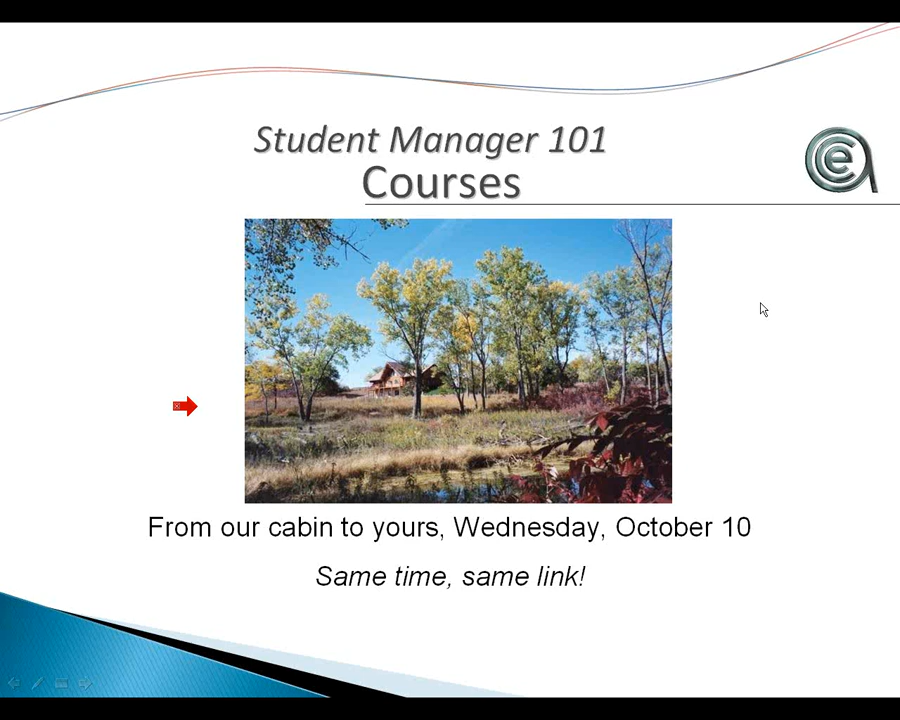 Student Manager 101
Courses
From our cabin to yours, Wednesday, October 10
Same time, same link!